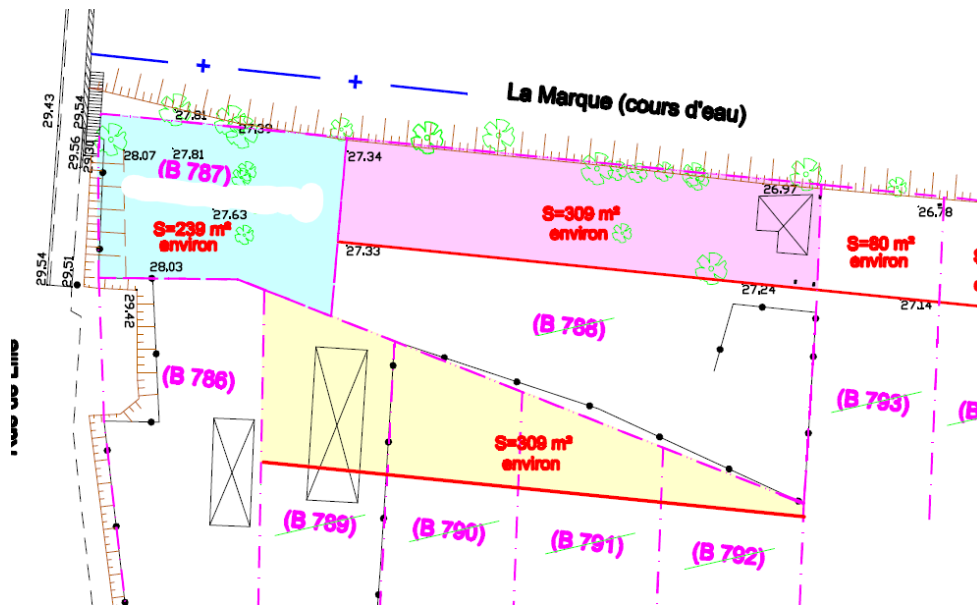 La Marque (cours d'eau)
29.43
29.54
29.56
29.30
27.81
27.39
28.07
27.81
(B 787)
27.34
26.97
26.78
27.63
S=239 m²
environ
S=309 m²
environ
S=80 m²
environ
29.54
29.51
28.03
27.33
27.24
27.14
29.42
(B 788)
(B 786)
(B 793)
S=309 m²
environ
(B 789)
(B 790)
(B 791)
(B 792)